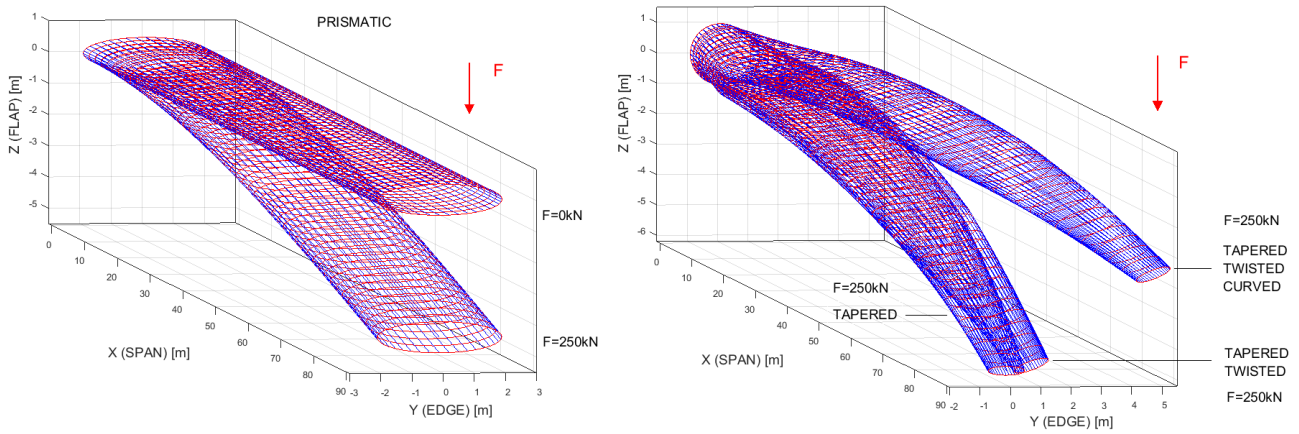 PRISMATIC
F
Z (FLAP) [m]
1
0
-1
-2
-3
-4
-5
0
10
20
30
40
50
60
70
80
90
X (SPAN) [m]
-3
-2
-1
0
1
2
3
Y (EDGE) [m]
F=0kN
F=250kN
F
Z (FLAP) [m]
1
0
-1
-2
-3
-4
-5
-6
0
10
20
30
40
50
60
70
80
90
X (SPAN) [m]
-2
-1
0
1
2
3
4
5
Y (EDGE) [m]
F=250kN
TAPERED
F=250kN
TAPERED
TWISTED
CURVED
TAPERED
TWISTED
F=250kN